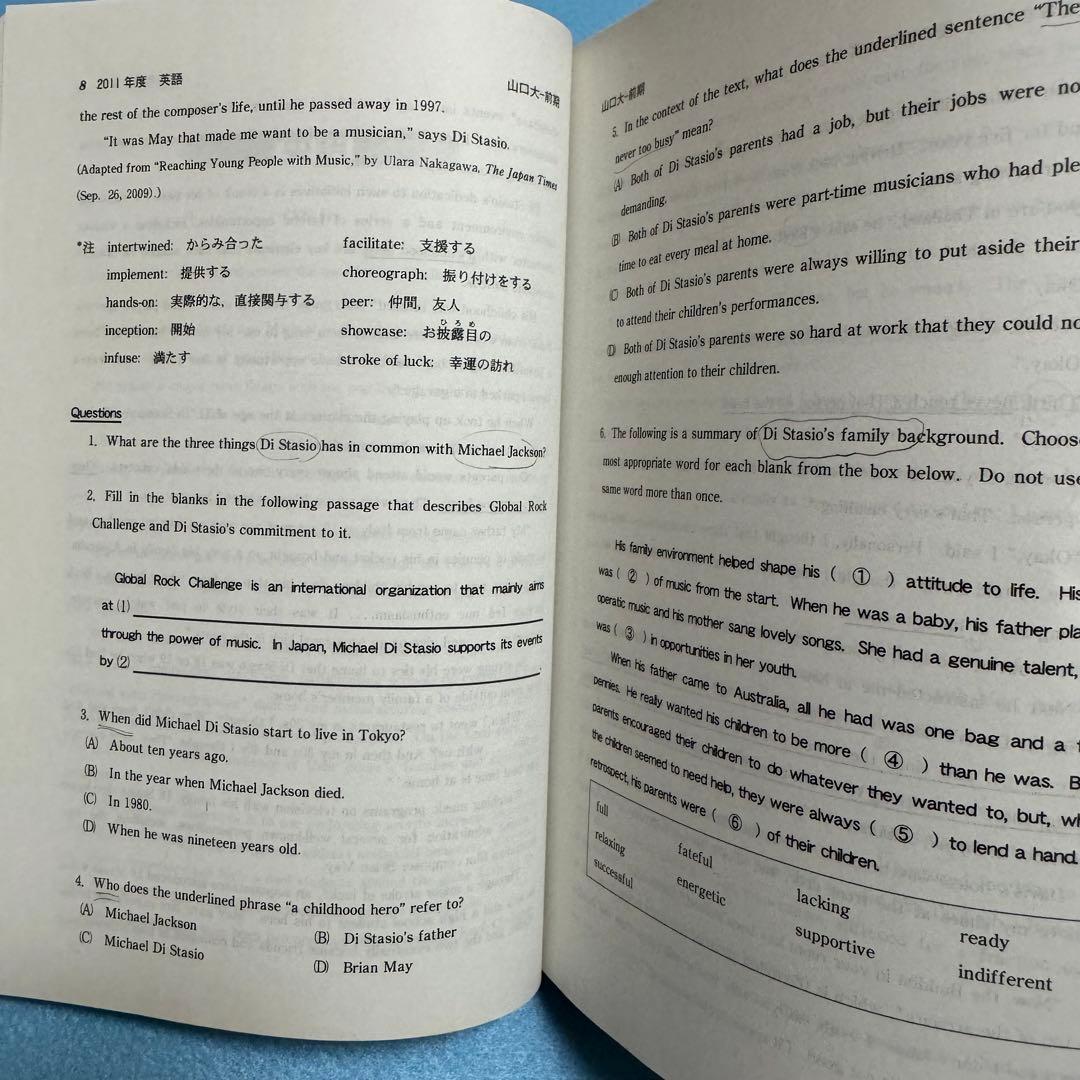 8 2011年度 英語
山口大-前期
the rest of the composer's life, until he passed away in 1997.
"It was May that made me want to be a musician," says Di Stasio.
(Adapted from "Reaching Young People with Music," by Ulara Nakagawa, The Japan Times
(Sep. 26, 2009).)
*注 intertwined: からみ合った facilitate: 支援する
implement: 提供する choreograph: 振り付けをする
hands-on: 実際的な, 直接関与する peer: 仲間, 友人
inception: 開始 showcase: お披露目の
ひろめ
infuse: 満たす stroke of luck: 幸運の訪れ
Questions
1. What are the three things Di Stasio has in common with Michael Jackson?
2. Fill in the blanks in the following passage that describes Global Rock
Challenge and Di Stasio's commitment to it.
Global Rock Challenge is an international organization that mainly aims
at (1)
through the power of music. In Japan, Michael Di Stasio supports its events
by (2)
3. When did Michael Di Stasio start to live in Tokyo?
(A) About ten years ago.
(B) In the year when Michael Jackson died.
(C) In 1980.
(D) When he was nineteen years old.
4. Who does the underlined phrase "a childhood hero" refer to?
(A) Michael Jackson
(B) Di Stasio's father
(C) Michael Di Stasio
(D) Brian May
山口大-前期
5. In the context of the text, what does the underlined sentence "The
never too busy" mean?
(A) Both of Di Stasio's parents had a job, but their jobs were no
demanding.
(B) Both of Di Stasio's parents were part-time musicians who had ple
time to eat every meal at home.
(C) Both of Di Stasio's parents were always willing to put aside their
to attend their children's performances.
(D) Both of Di Stasio's parents were so hard at work that they could no
enough attention to their children.
6. The following is a summary of Di Stasio's family background. Choose
most appropriate word for each blank from the box below. Do not use
same word more than once.
His family environment helped shape his ( ① ) attitude to life. His
was ( ② ) of music from the start. When he was a baby, his father pla
operatic music and his mother sang lovely songs. She had a genuine talent,
was ( ③ ) in opportunities in her youth.
When his father came to Australia, all he had was one bag and a f
pennies. He really wanted his children to be more ( ④ ) than he was. B
parents encouraged their children to do whatever they wanted to, but, wh
the children seemed to need help, they were always ( ⑤ ) to lend a hand.
retrospect, his parents were ( ⑥ ) of their children.
full fateful lacking ready
relaxing energetic supportive indifferent
successful